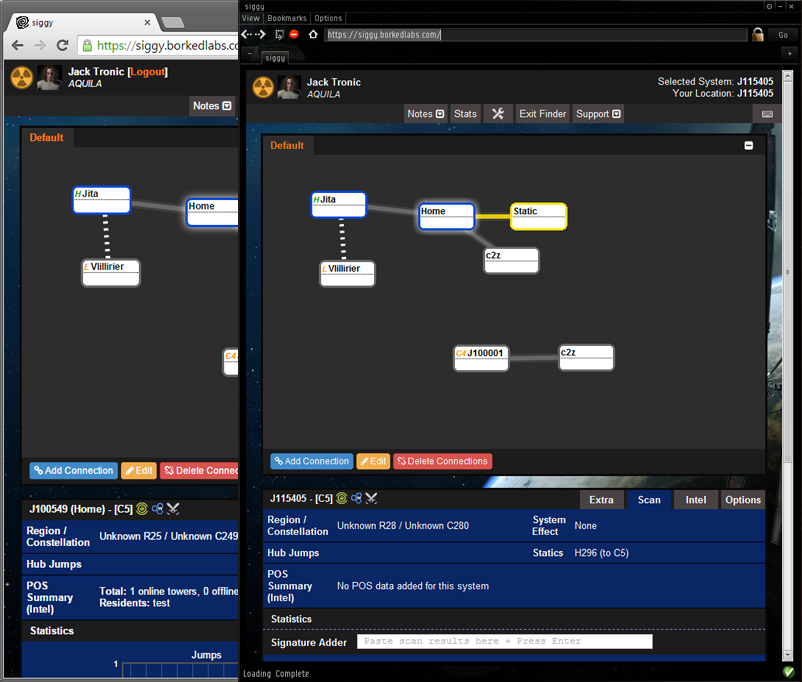 siggy
https://siggy.borkedlabs.co
Jack Tronic [Logout]
AQUILA
Notes
Default
H Jita
Home
L Vlillirier
C4
Add Connection
Edit
Delete Connec
J100549 (Home) - [C5]
Region / Constellation
Unknown R25 / Unknown C249
Hub Jumps
POS Summary (Intel)
Total: 1 online towers, 0 offline
Residents: test
Statistics
Jumps
1
siggy
View Bookmarks Options
https://siggy.borkedlabs.com/
Go
siggy
Jack Tronic
AQUILA
Selected System: J115405
Your Location: J115405
Notes Stats Exit Finder Support
Default
H Jita
Home
Static
c2z
L Vlillirier
C4 J100001
c2z
Add Connection
Edit
Delete Connections
J115405 - [C5]
Extra Scan Intel Options
Region / Constellation
Unknown R28 / Unknown C280
System Effect
None
Hub Jumps
Statics
H296 (to C5)
POS Summary (Intel)
No POS data added for this system
Statistics
Signature Adder
Paste scan results here + Press Enter
Loading Complete